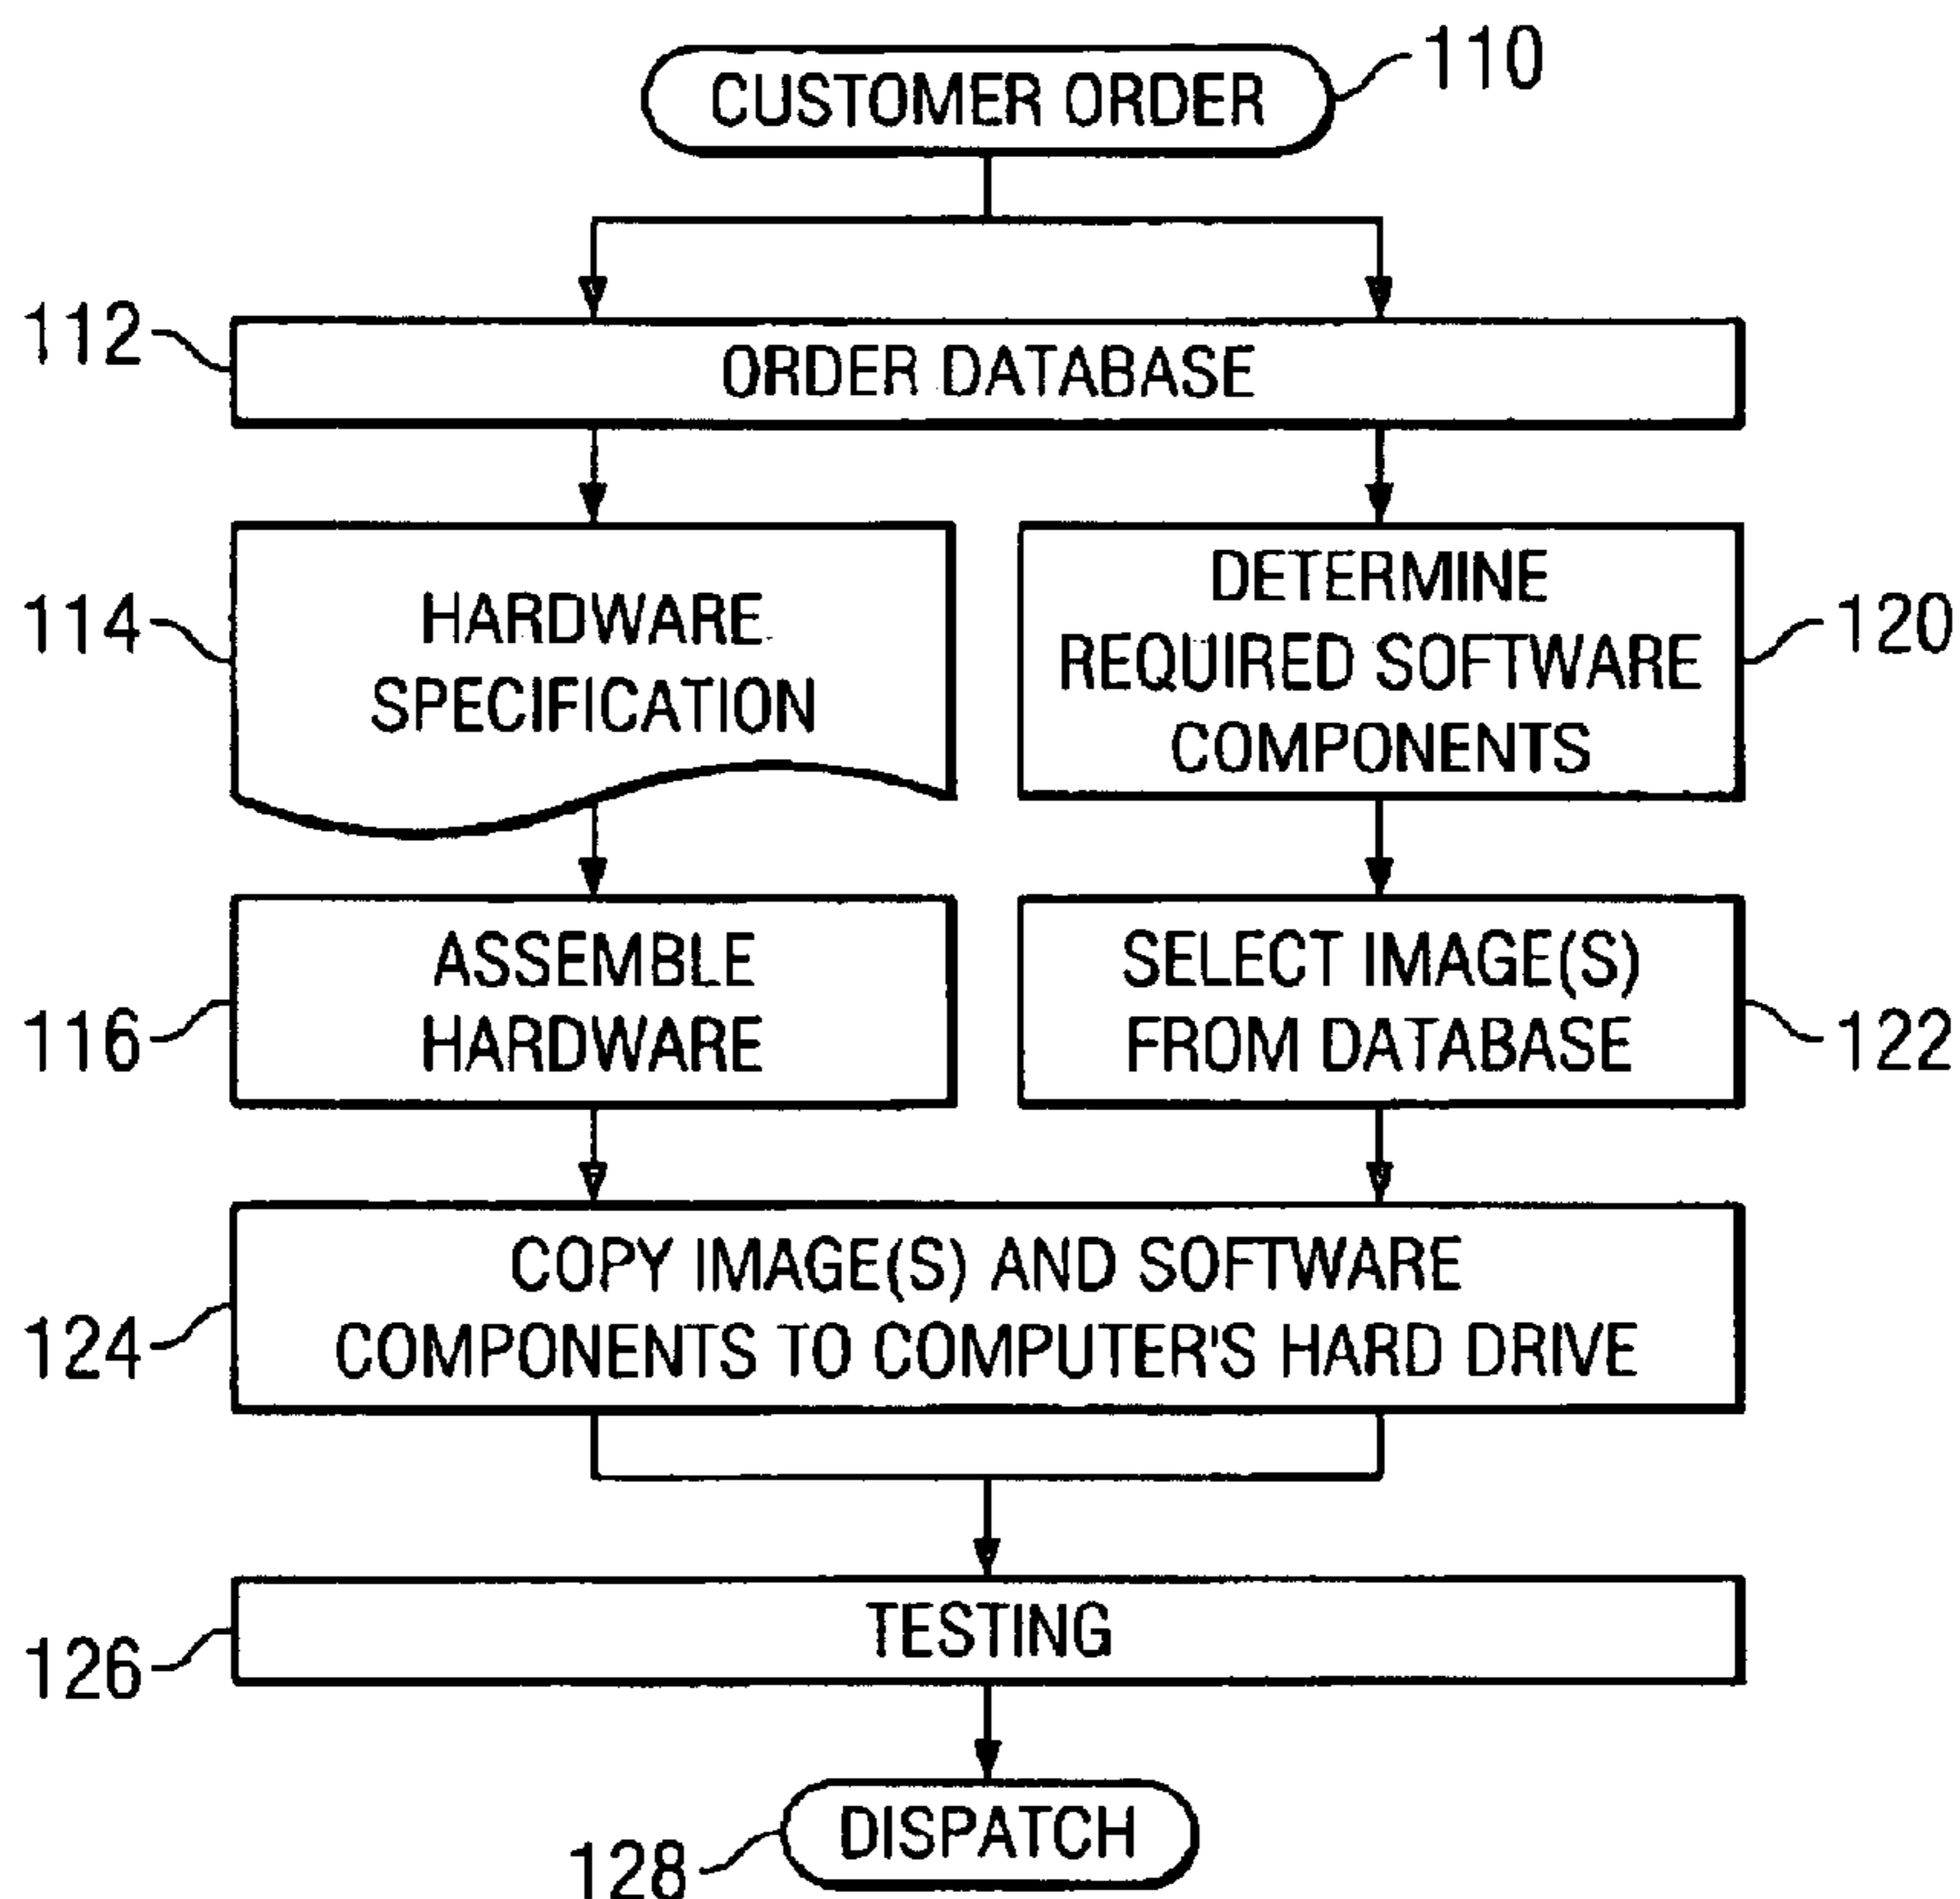 CUSTOMER ORDER
110
112
ORDER DATABASE
114
HARDWARE
SPECIFICATION
DETERMINE
REQUIRED SOFTWARE
COMPONENTS
120
116
ASSEMBLE
HARDWARE
SELECT IMAGE(S)
FROM DATABASE
122
124
COPY IMAGE(S) AND SOFTWARE
COMPONENTS TO COMPUTER'S HARD DRIVE
126
TESTING
128
DISPATCH